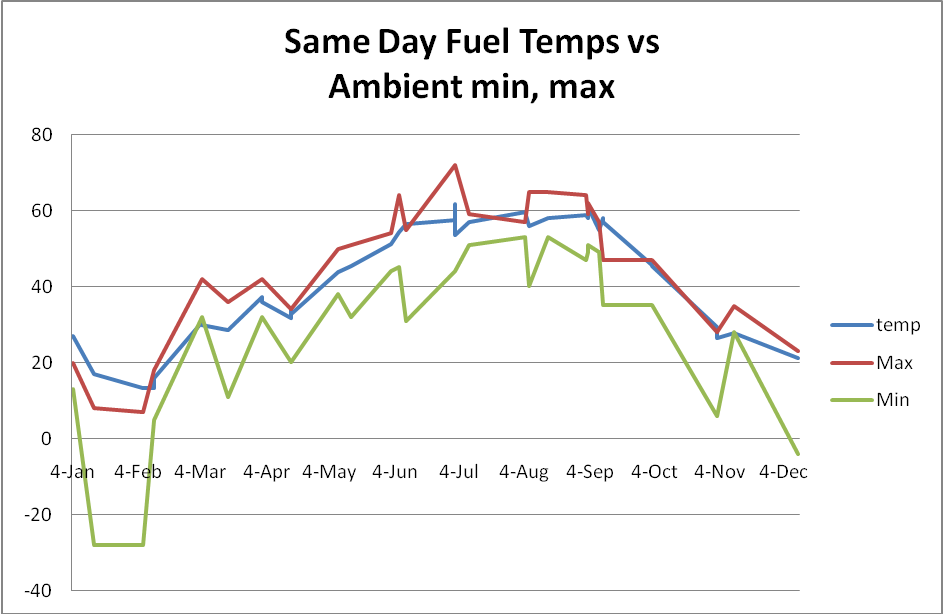 Same Day Fuel Temps vs
Ambient min, max
80
60
40
20
0
-20
-40
4-Jan 4-Feb 4-Mar 4-Apr 4-May 4-Jun 4-Jul 4-Aug 4-Sep 4-Oct 4-Nov 4-Dec
temp
Max
Min